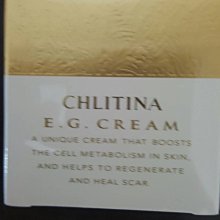 CHLITINA
E.G. CREAM
A UNIQUE CREAM THAT BOOSTS
THE CELL METABOLISM IN SKIN,
AND HELPS TO REGENERATE
AND HEAL SCAR.